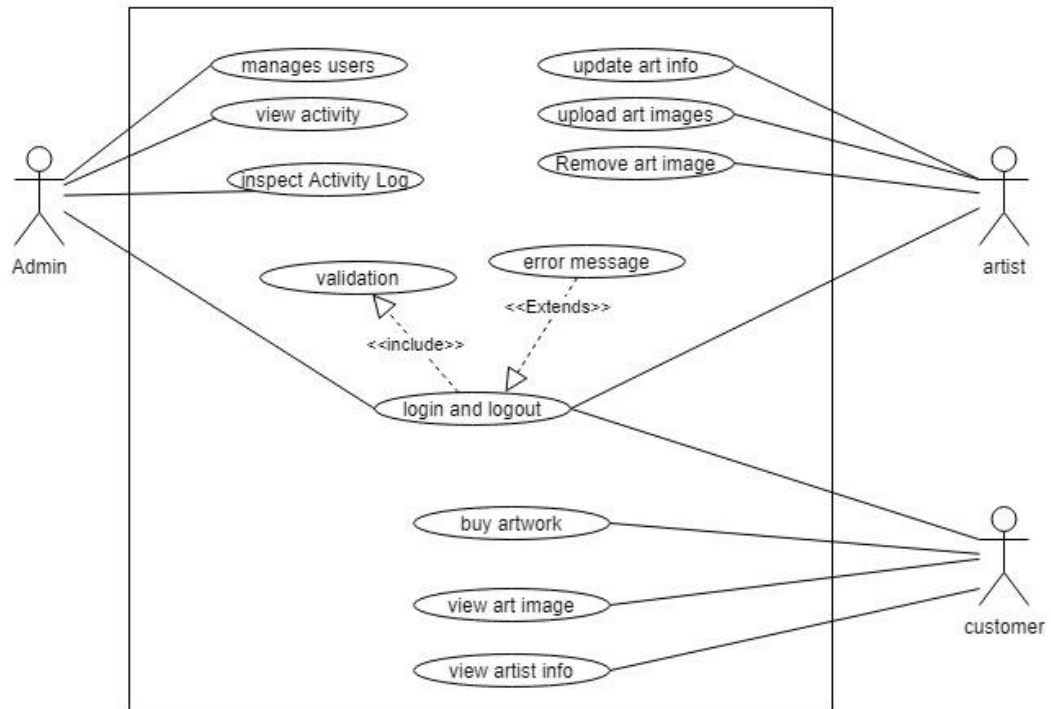 manages users
update art info
view activity
upload art images
Remove art image
inspect Activity Log
Admin
artist
error message
validation
<<Extends>>
<<include>>
login and logout
buy artwork
view art image
customer
view artist info